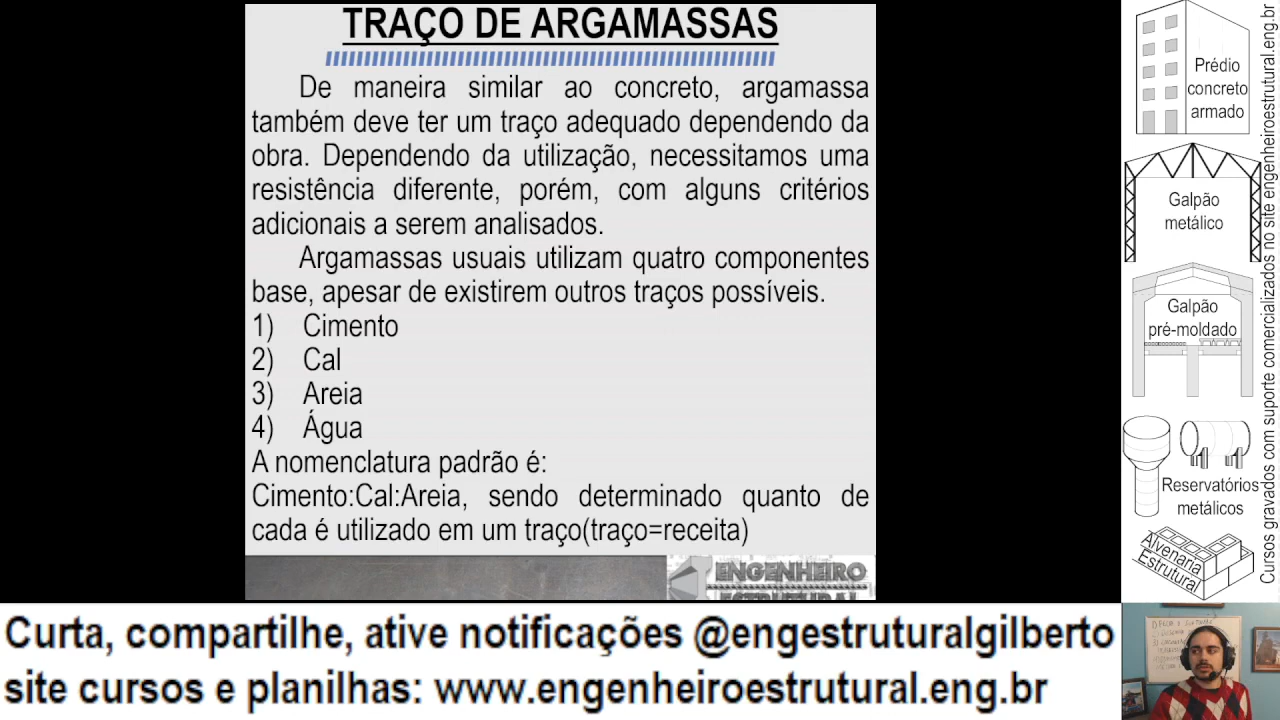 TRAÇO DE ARGAMASSAS
De maneira similar ao concreto, argamassa
também deve ter um traço adequado dependendo da
obra. Dependendo da utilização, necessitamos uma
resistência diferente, porém, com alguns critérios
adicionais a serem analisados.
Argamassas usuais utilizam quatro componentes
base, apesar de existirem outros traços possíveis.
1) Cimento
2) Cal
3) Areia
4) Água
A nomenclatura padrão é:
Cimento:Cal:Areia, sendo determinado quanto de
cada é utilizado em um traço(traço=receita)
ENGENHEIRO
ESTRUTURAL
Prédio
concreto
armado
Galpão
metálico
Galpão
pré-moldado
Reservatórios
metálicos
Alvenaria
Estrutural
Cursos gravados com suporte comercializados no site engenheiroestrutural.eng.br
Curta, compartilhe, ative notificações @engestruturalgilberto
site cursos e planilhas: www.engenheiroestrutural.eng.br